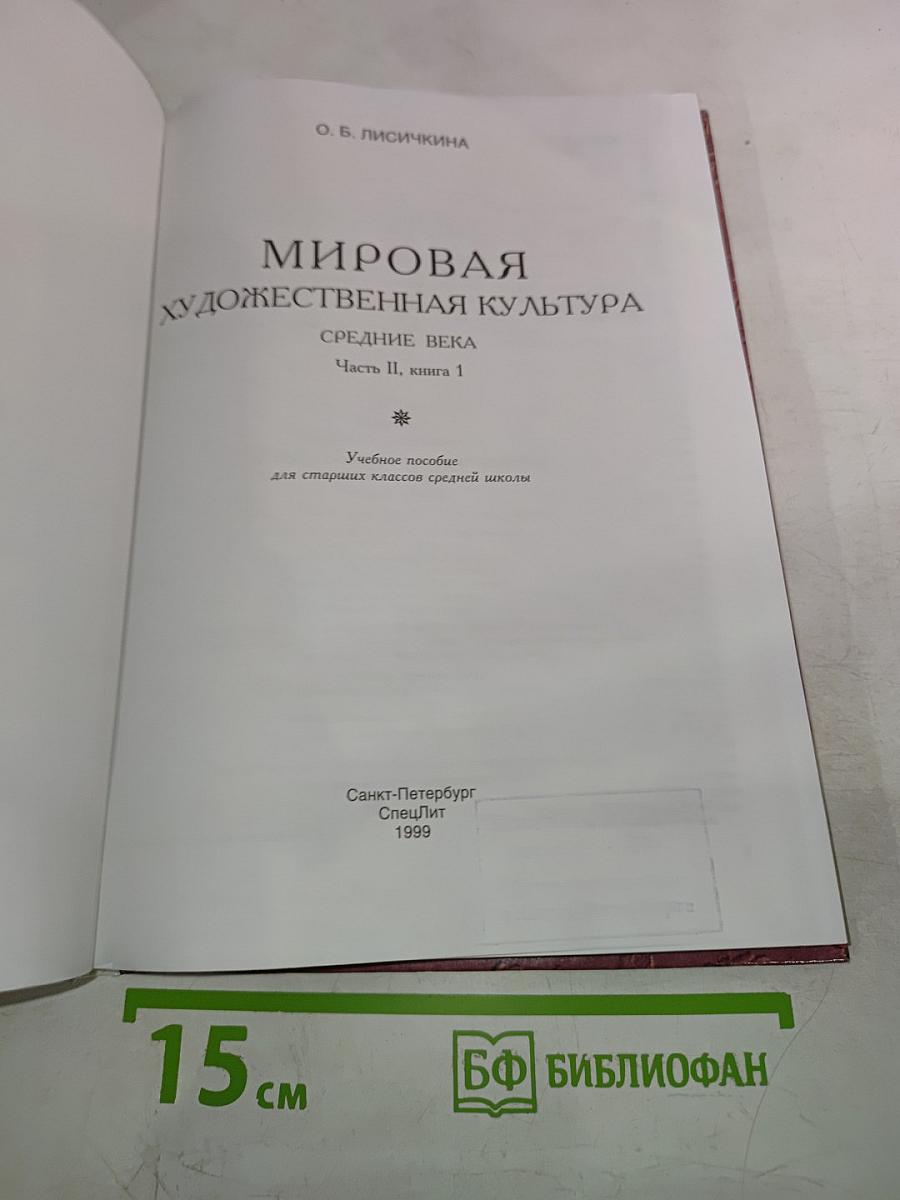 О. Б. ЛИСИЧКИНА
МИРОВАЯ
ХУДОЖЕСТВЕННАЯ КУЛЬТУРА
СРЕДНИЕ ВЕКА
Часть II, книга 1
Учебное пособие
для старших классов средней школы
Санкт-Петербург
СпецЛит
1999
15 см
БФ БИБЛИОФАН